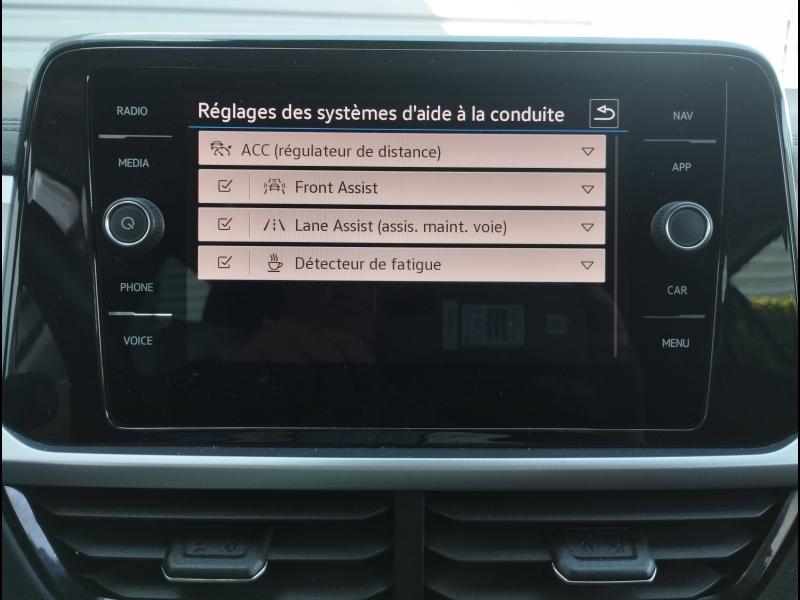 RADIO
MEDIA
PHONE
VOICE
Réglages des systèmes d'aide à la conduite
ACC (régulateur de distance)
Front Assist
Lane Assist (assis. maint. voie)
Détecteur de fatigue
NAV
APP
CAR
MENU